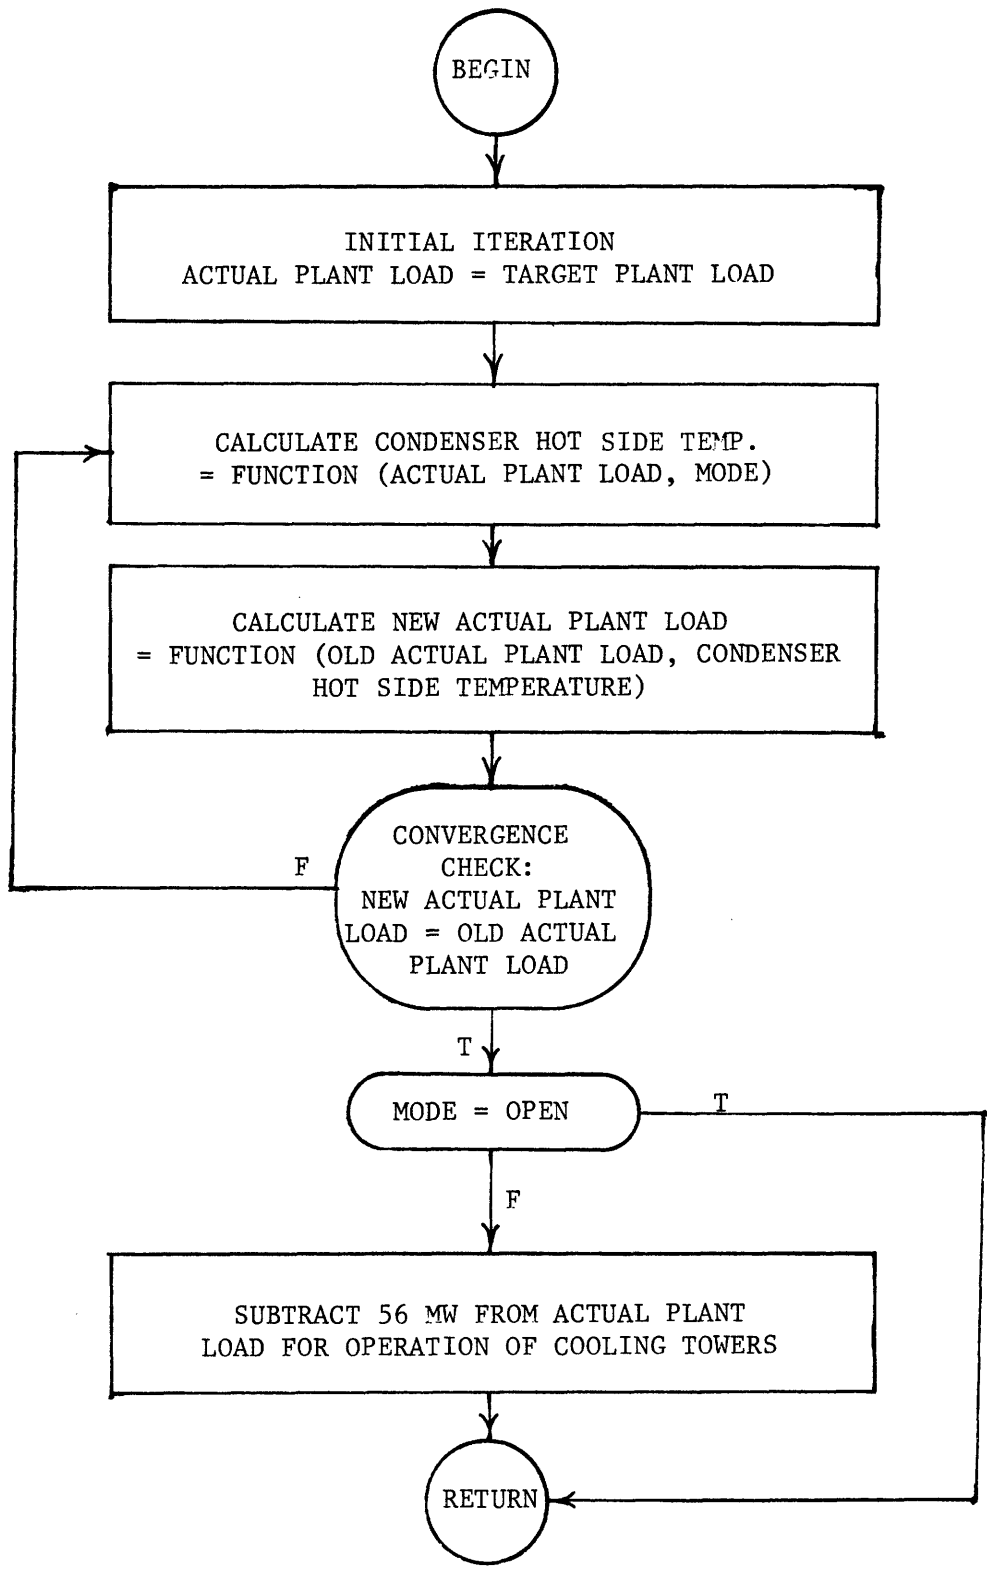 BEGIN
INITIAL ITERATION
ACTUAL PLANT LOAD = TARGET PLANT LOAD
CALCULATE CONDENSER HOT SIDE TEMP.
= FUNCTION (ACTUAL PLANT LOAD, MODE)
CALCULATE NEW ACTUAL PLANT LOAD
= FUNCTION (OLD ACTUAL PLANT LOAD, CONDENSER
HOT SIDE TEMPERATURE)
CONVERGENCE
CHECK:
NEW ACTUAL PLANT
LOAD = OLD ACTUAL
PLANT LOAD
F
T
MODE = OPEN
T
F
SUBTRACT 56 MW FROM ACTUAL PLANT
LOAD FOR OPERATION OF COOLING TOWERS
RETURN